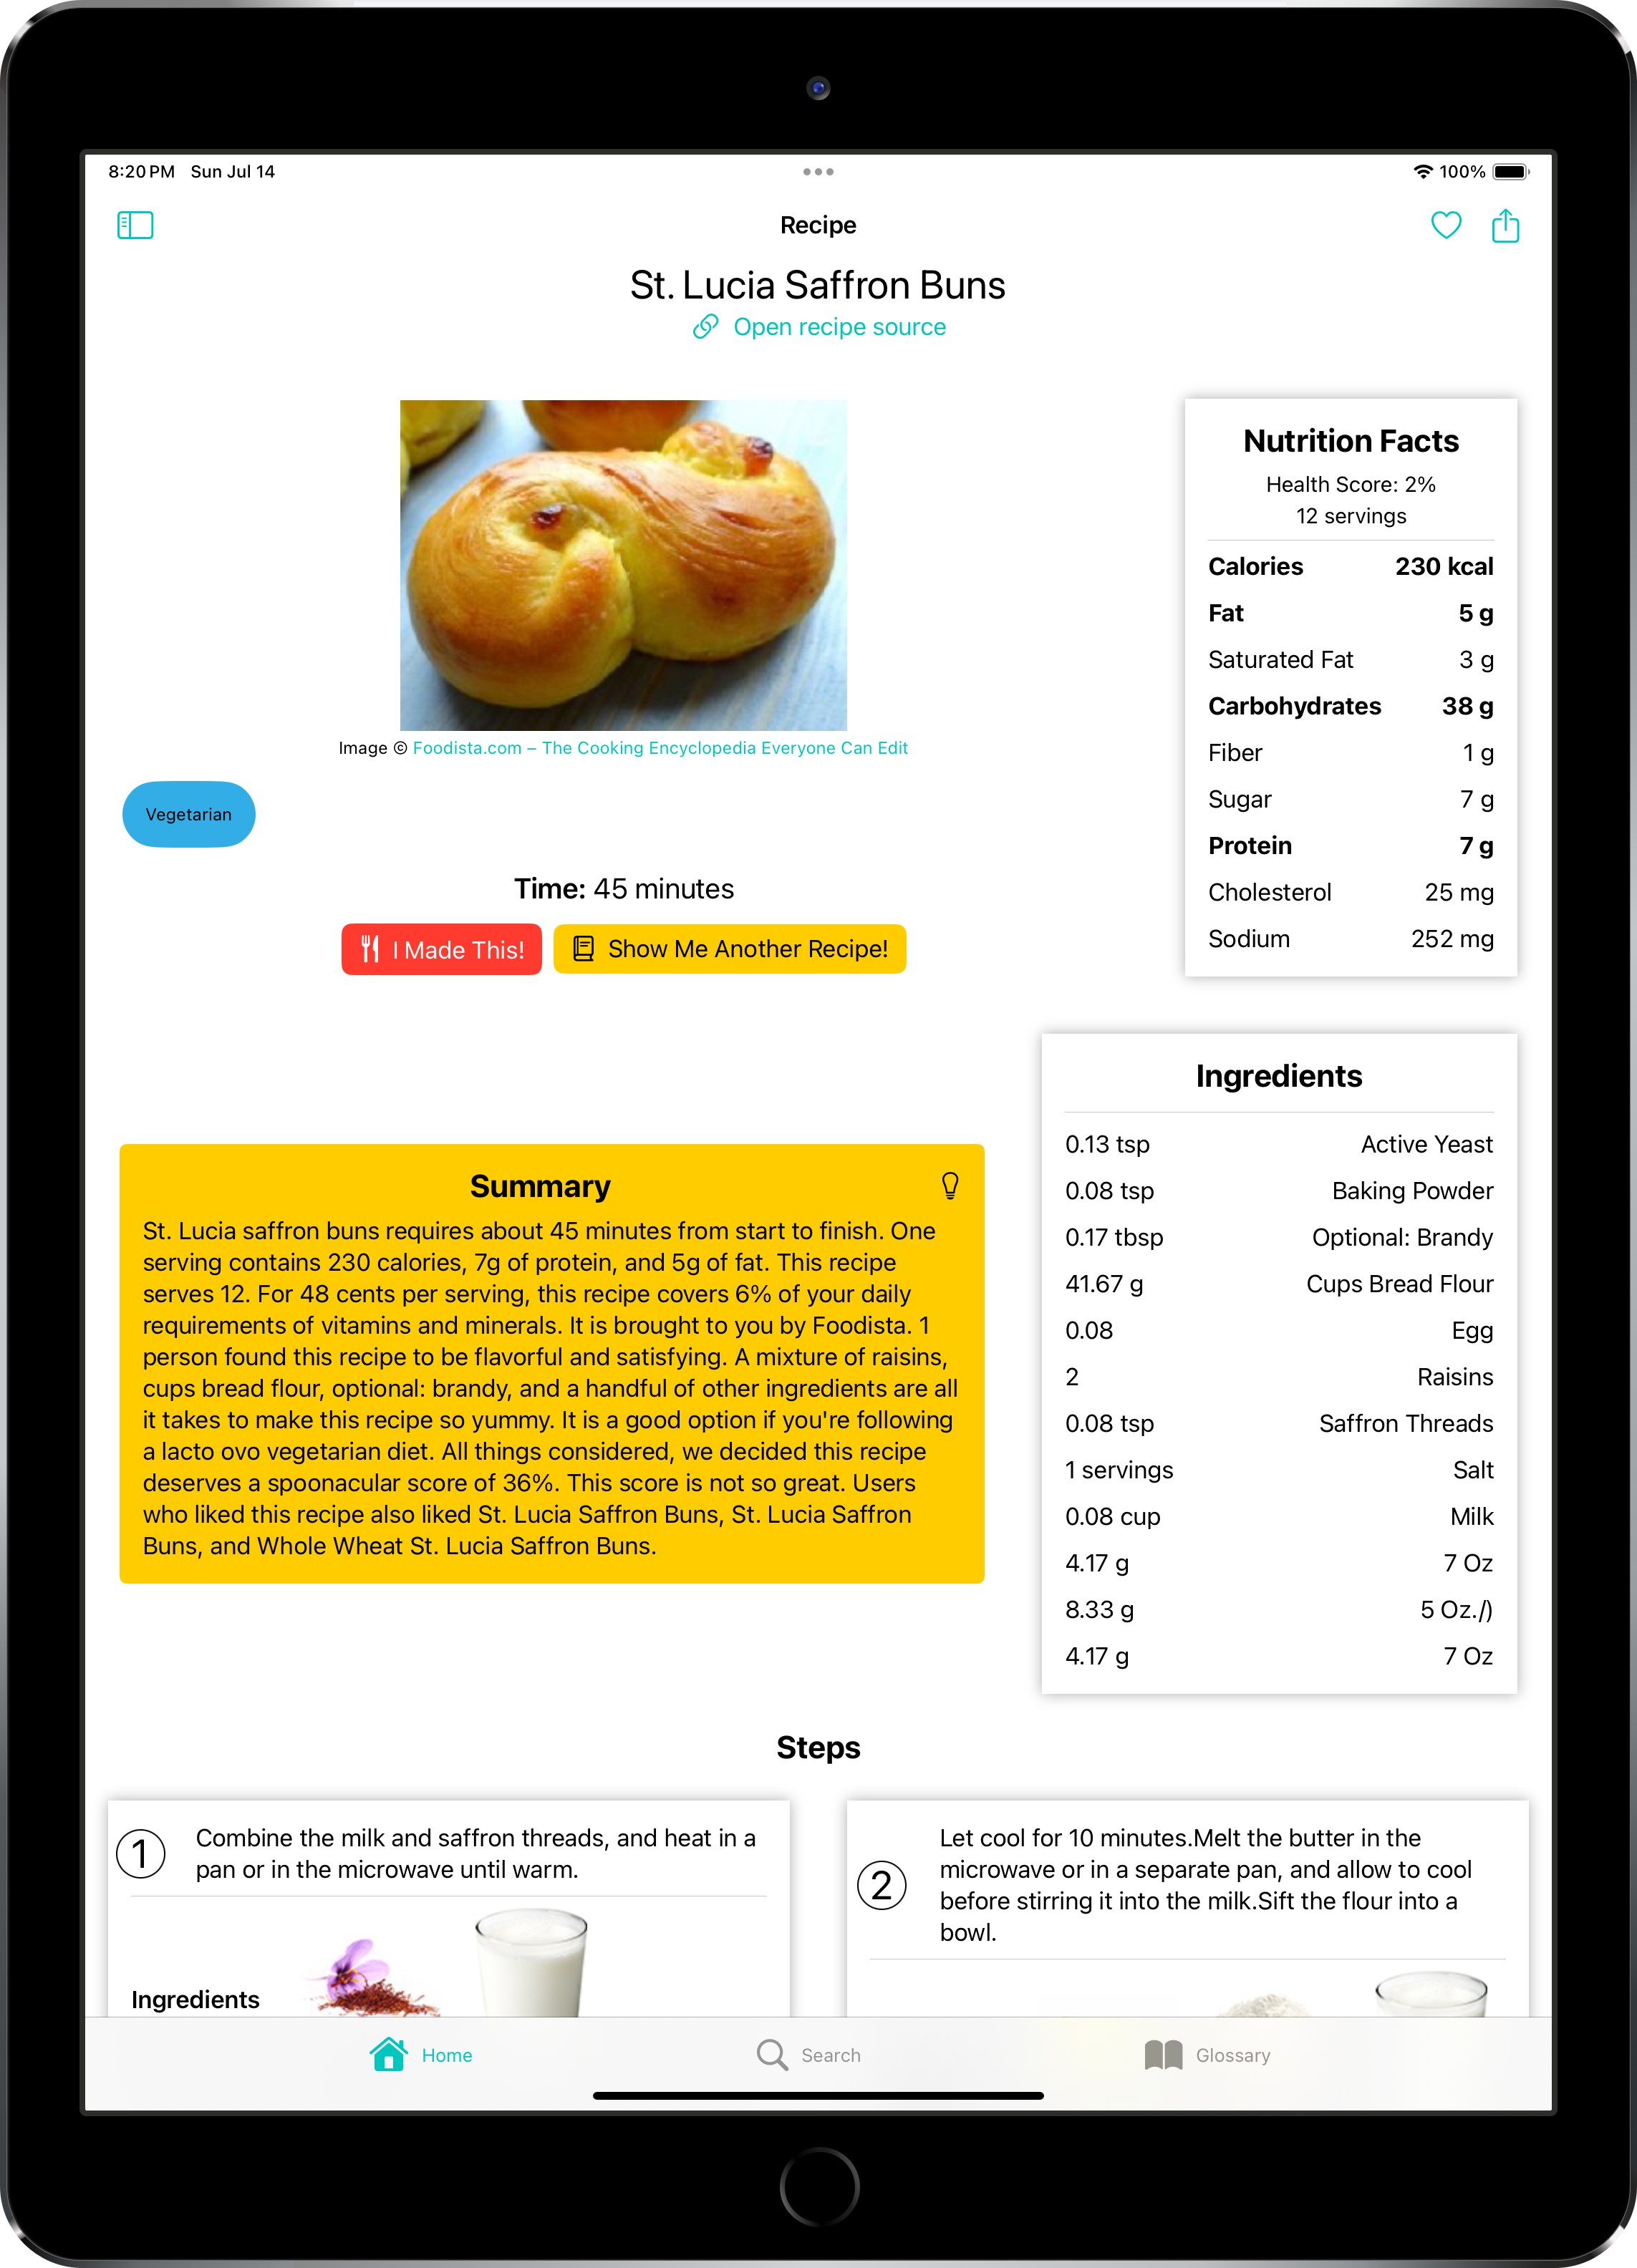 8:20 PM Sun Jul 14
100%
Recipe
St. Lucia Saffron Buns
Open recipe source
Image © Foodista.com – The Cooking Encyclopedia Everyone Can Edit
Vegetarian
Time: 45 minutes
I Made This!
Show Me Another Recipe!
Nutrition Facts
Health Score: 2%
12 servings
Calories 230 kcal
Fat 5 g
Saturated Fat 3 g
Carbohydrates 38 g
Fiber 1 g
Sugar 7 g
Protein 7 g
Cholesterol 25 mg
Sodium 252 mg
Summary
St. Lucia saffron buns requires about 45 minutes from start to finish. One
serving contains 230 calories, 7g of protein, and 5g of fat. This recipe
serves 12. For 48 cents per serving, this recipe covers 6% of your daily
requirements of vitamins and minerals. It is brought to you by Foodista. 1
person found this recipe to be flavorful and satisfying. A mixture of raisins,
cups bread flour, optional: brandy, and a handful of other ingredients are all
it takes to make this recipe so yummy. It is a good option if you're following
a lacto ovo vegetarian diet. All things considered, we decided this recipe
deserves a spoonacular score of 36%. This score is not so great. Users
who liked this recipe also liked St. Lucia Saffron Buns, St. Lucia Saffron
Buns, and Whole Wheat St. Lucia Saffron Buns.
Ingredients
0.13 tsp Active Yeast
0.08 tsp Baking Powder
0.17 tbsp Optional: Brandy
41.67 g Cups Bread Flour
0.08 Egg
2 Raisins
0.08 tsp Saffron Threads
1 servings Salt
0.08 cup Milk
4.17 g 7 Oz
8.33 g 5 Oz./)
4.17 g 7 Oz
Steps
1
Combine the milk and saffron threads, and heat in a
pan or in the microwave until warm.
Ingredients
2
Let cool for 10 minutes.Melt the butter in the
microwave or in a separate pan, and allow to cool
before stirring it into the milk.Sift the flour into a
bowl.
Home
Search
Glossary